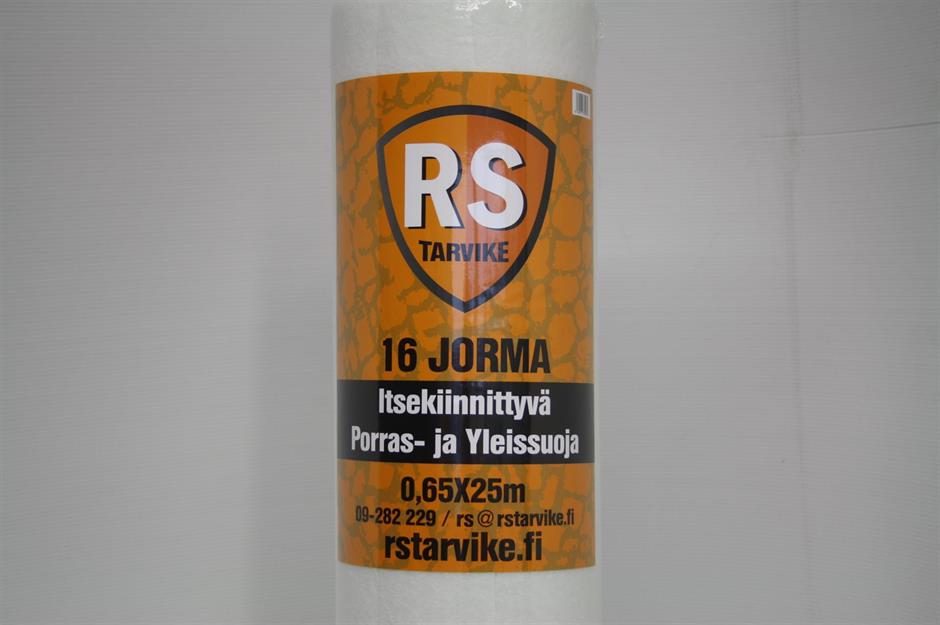 RS
TARVIKE
16 JORMA
Itsekiinnittyvä
Porras- ja Yleissuoja
0,65X25m
09-282 229 / rs@rstarvike.fi
rstarvike.fi